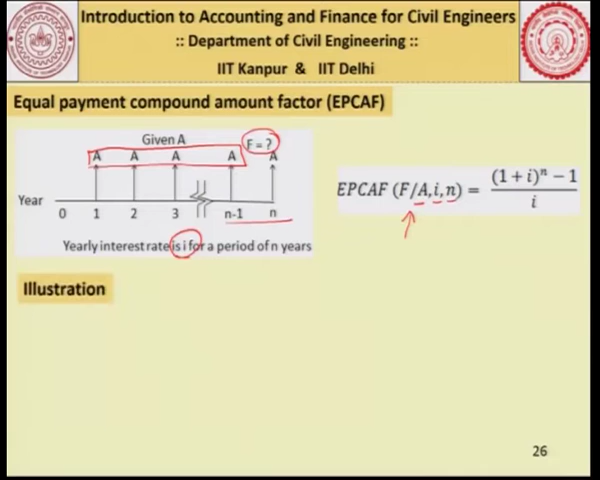 Introduction to Accounting and Finance for Civil Engineers
:: Department of Civil Engineering ::
IIT Kanpur & IIT Delhi
Equal payment compound amount factor (EPCAF)
Given A
F = ?
A A A A A
Year
0 1 2 3 n-1 n
Yearly interest rate is i for a period of n years
EPCAF (F/A,i,n) = \frac{(1+i)^n − 1}{i}
Illustration
26